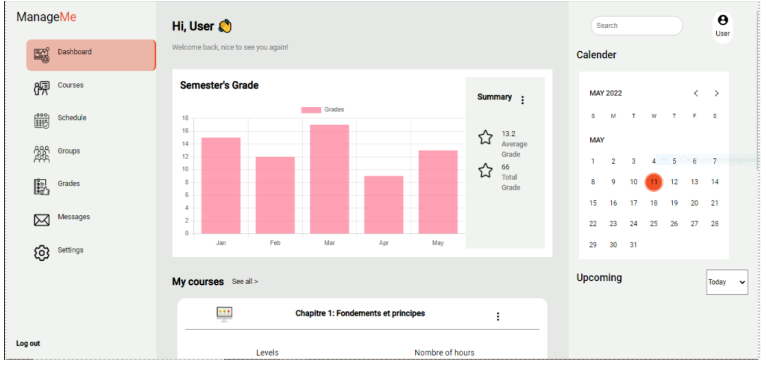 ManageMe
Dashboard
Courses
Schedule
Groups
Grades
Messages
Settings
Log out
Hi, User 👋
Welcome back, nice to see you again!
Semester's Grade
Grades
18
16
14
12
10
8
6
4
2
0
Jan Feb Mar Apr May
Summary
13.2
Average
Grade
66
Total
Grade
My courses See all >
Chapitre 1: Fondements et principes
Levels Nombre of hours
Search
User
Calender
MAY 2022 < >
S M T W T F S
MAY
1 2 3 4 5 6 7
8 9 10 11 12 13 14
15 16 17 18 19 20 21
22 23 24 25 26 27 28
29 30 31
Upcoming
Today